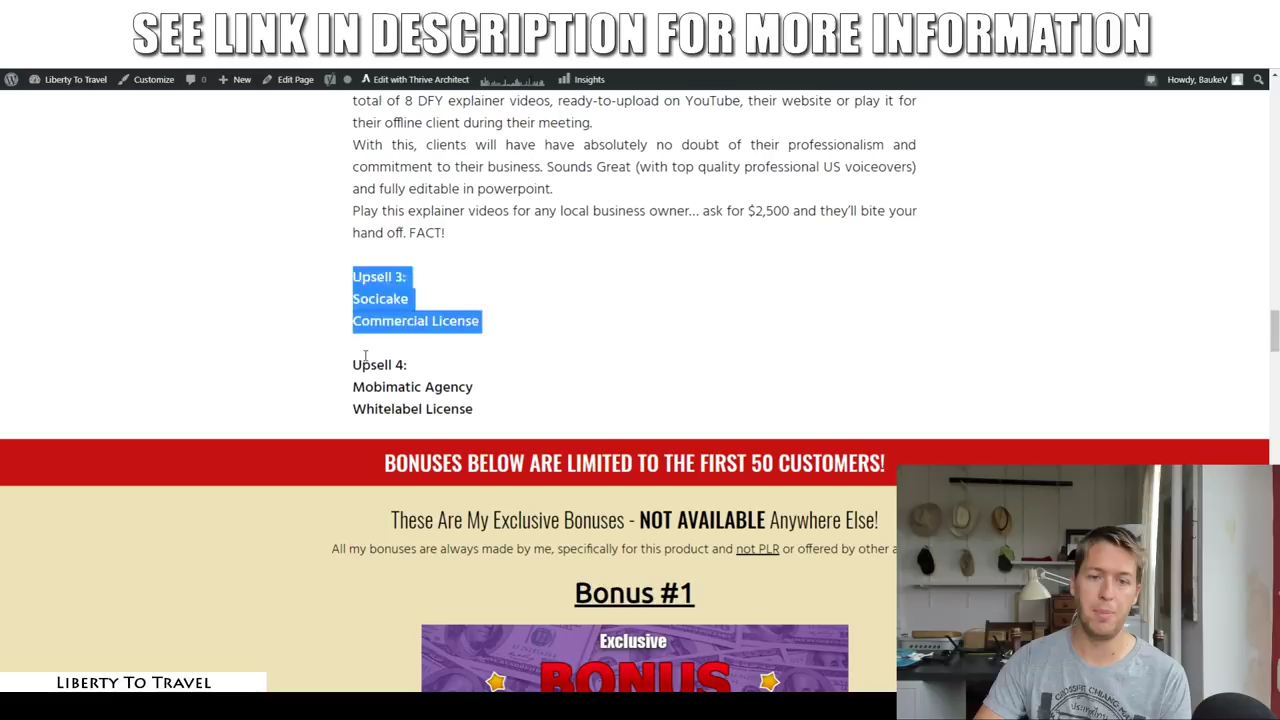 SEE LINK IN DESCRIPTION FOR MORE INFORMATION
Liberty To Travel Customize 0 New Edit Page Edit with Thrive Architect Insights Howdy, BaukeV
total of 8 DFY explainer videos, ready-to-upload on YouTube, their website or play it for
their offline client during their meeting.
With this, clients will have have absolutely no doubt of their professionalism and
commitment to their business. Sounds Great (with top quality professional US voiceovers)
and fully editable in powerpoint.
Play this explainer videos for any local business owner… ask for $2,500 and they'll bite your
hand off. FACT!
Upsell 3:
Socicake
Commercial License
Upsell 4:
Mobimatic Agency
Whitelabel License
BONUSES BELOW ARE LIMITED TO THE FIRST 50 CUSTOMERS!
These Are My Exclusive Bonuses - NOT AVAILABLE Anywhere Else!
All my bonuses are always made by me, specifically for this product and not PLR or offered by other
Bonus #1
Exclusive
BONUS
LIBERTY TO TRAVEL